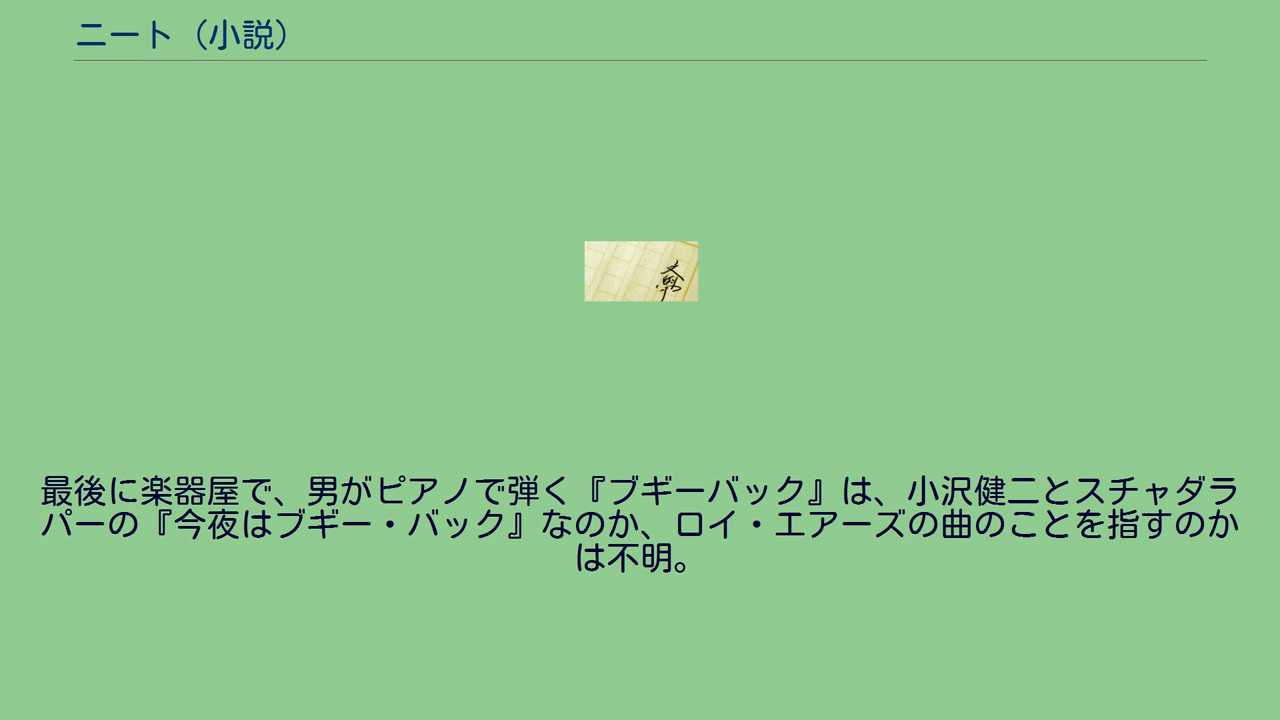 ニート（小説）
最後に楽器屋で、男がピアノで弾く『ブギーバック』は、小沢健二とスチャダラ
パーの『今夜はブギー・バック』なのか、ロイ・エアーズの曲のことを指すのか
は不明。